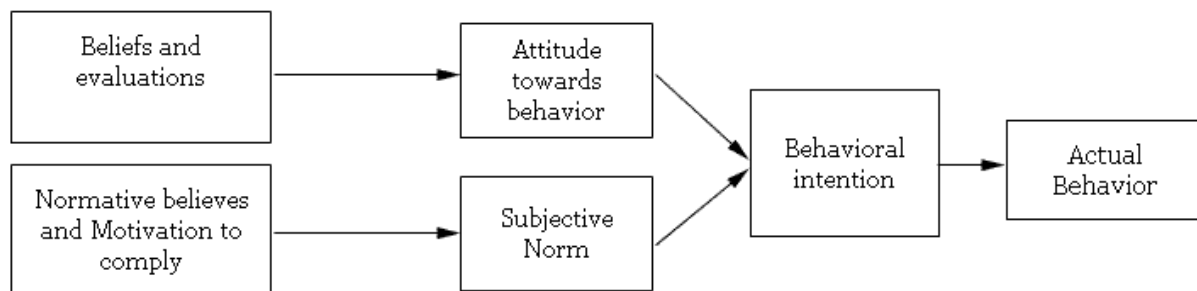 Beliefs and
evaluations
Attitude
towards
behavior
Behavioral
intention
Actual
Behavior
Normative believes
and Motivation to
comply
Subjective
Norm